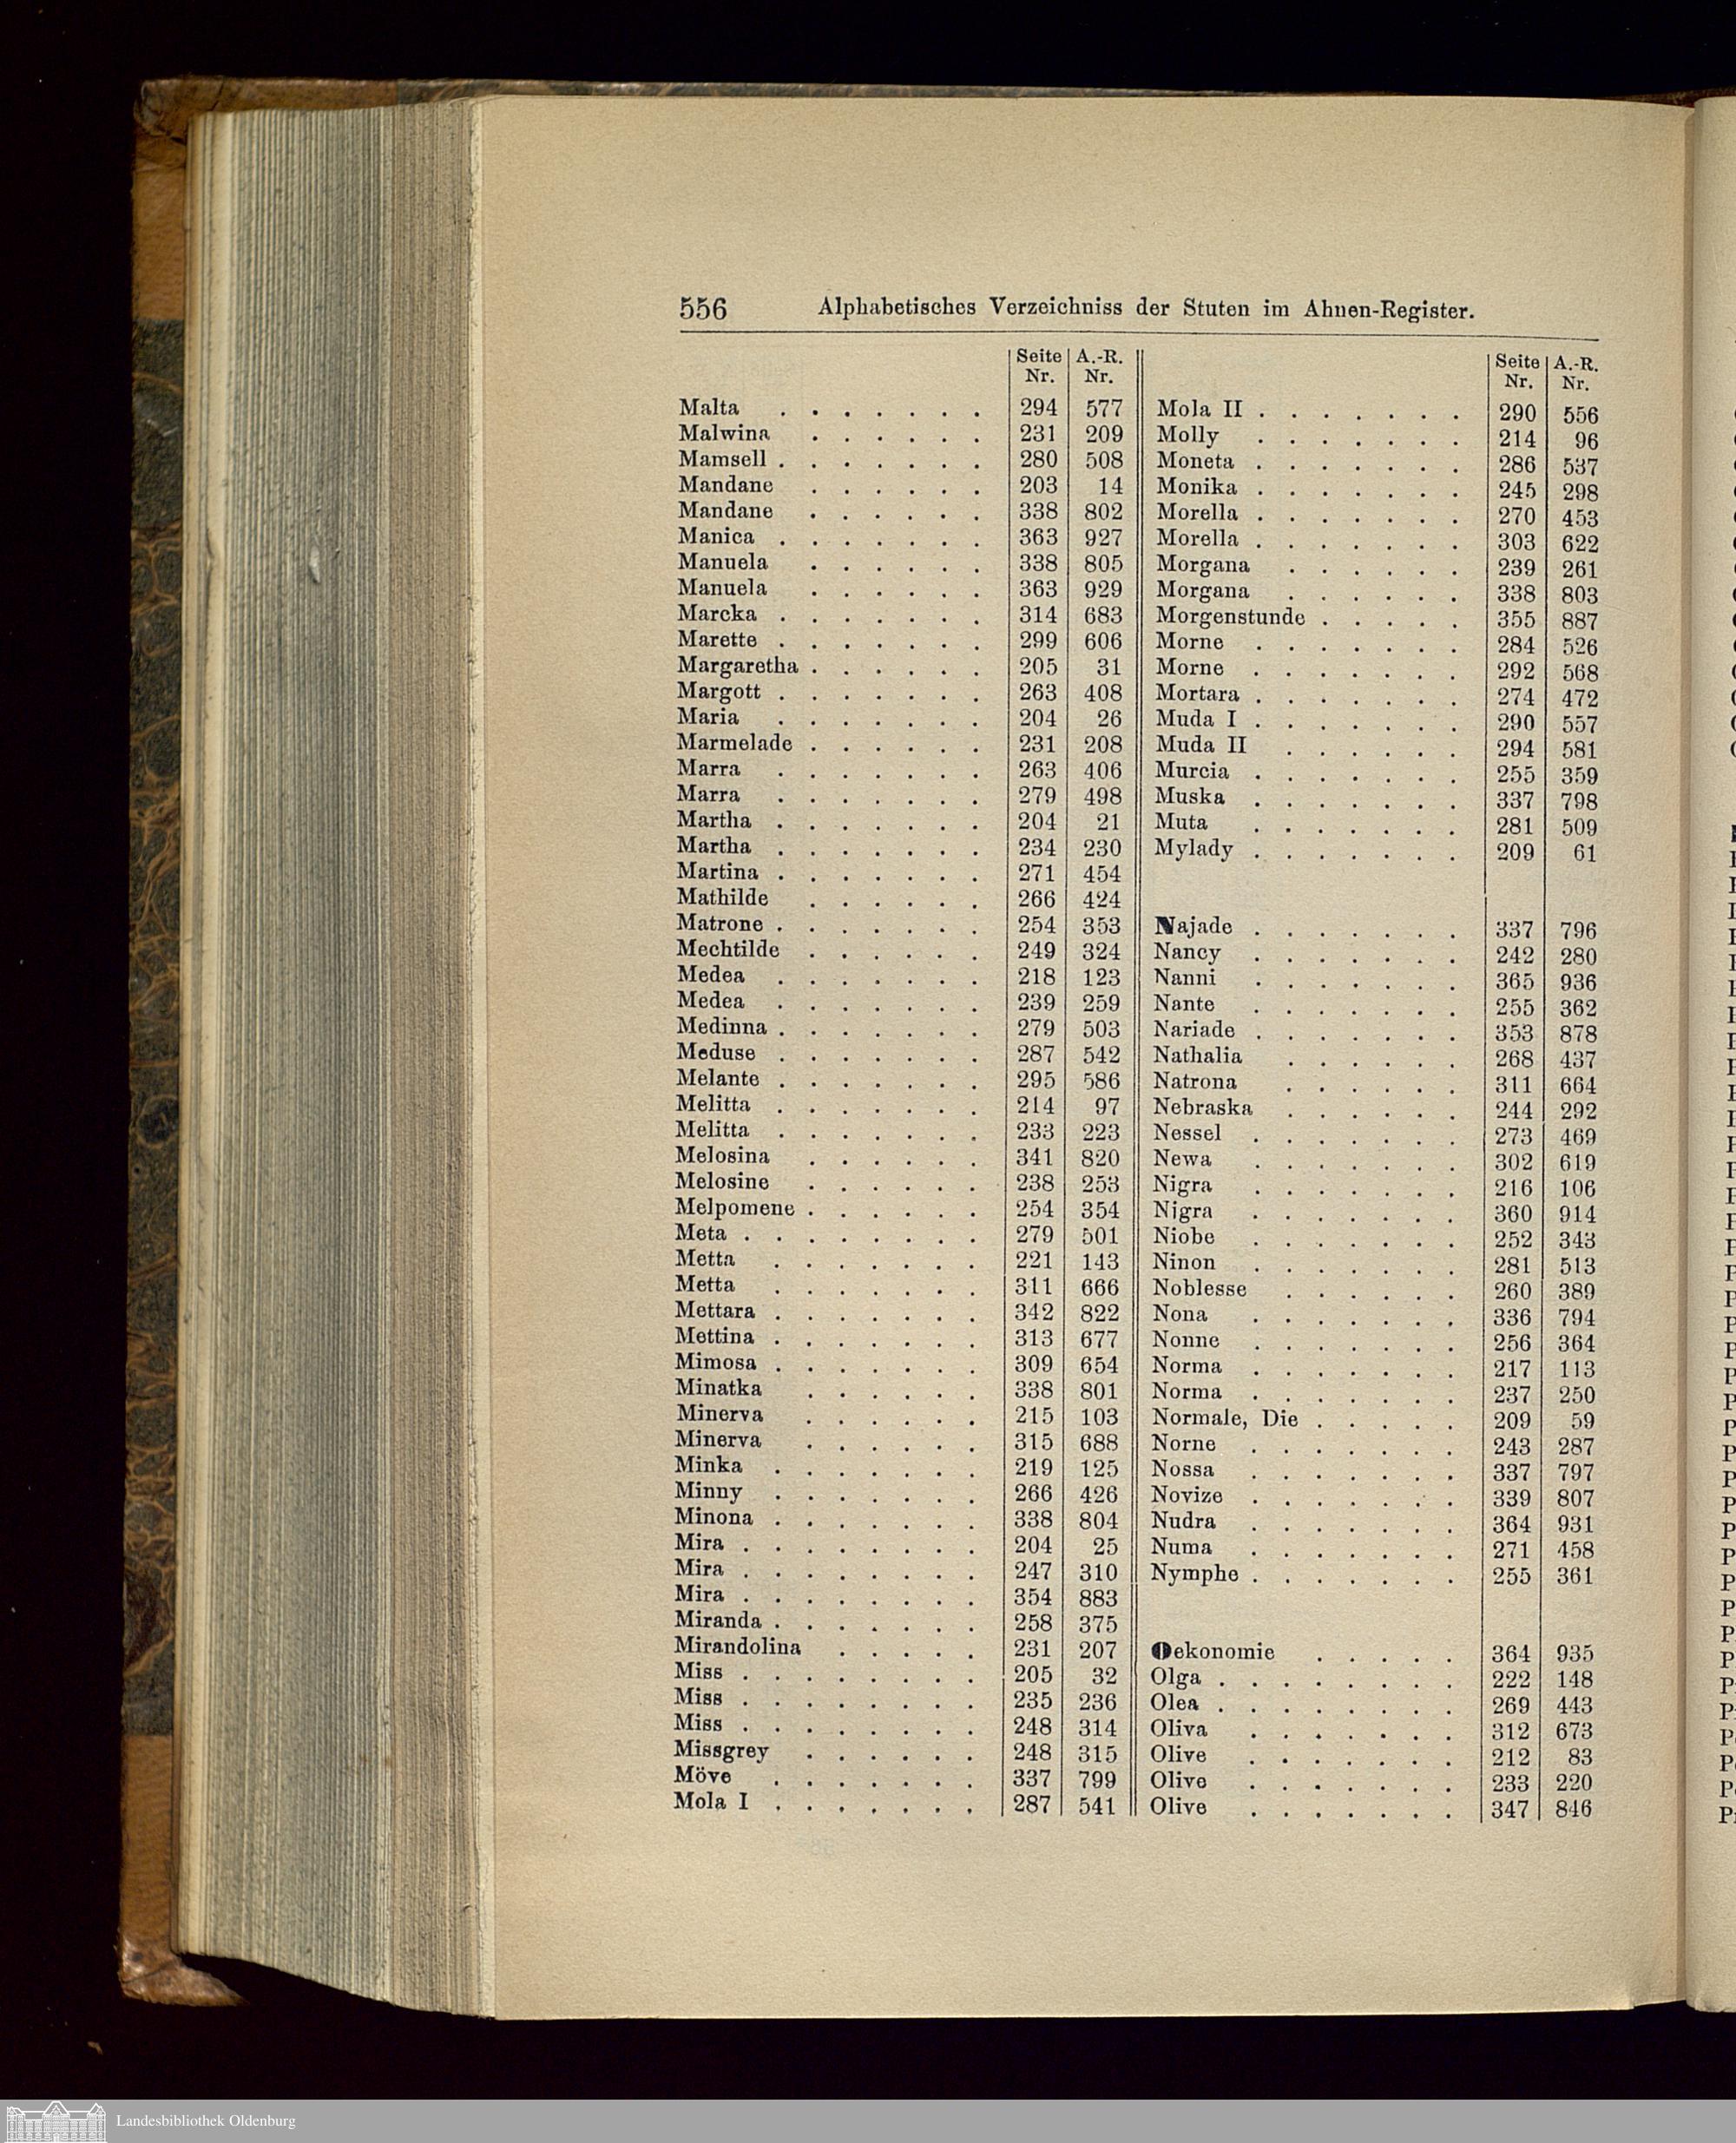 556 Alphabetisches Verzeichniss der Stuten im Ahnen-Register.
Seite Nr. A.-R. Nr.
Malta . . . . . . . 294 577
Malwina . . . . . . 231 209
Mamsell . . . . . . . 280 508
Mandane . . . . . . 203 14
Mandane . . . . . . 338 802
Manica . . . . . . . 363 927
Manuela . . . . . . 338 805
Manuela . . . . . . 363 929
Marcka . . . . . . . 314 683
Marette . . . . . . . 299 606
Margaretha . . . . . . 205 31
Margott . . . . . . . 263 408
Maria . . . . . . . 204 26
Marmelade . . . . . . 231 208
Marra . . . . . . . 263 406
Marra . . . . . . . 279 498
Martha . . . . . . . 204 21
Martha . . . . . . . 234 230
Martina . . . . . . . 271 454
Mathilde . . . . . . 266 424
Matrone . . . . . . . 254 353
Mechtilde . . . . . . 249 324
Medea . . . . . . . 218 123
Medea . . . . . . . 239 259
Medinna . . . . . . . 279 503
Meduse . . . . . . . 287 542
Melante . . . . . . . 295 586
Melitta . . . . . . . 214 97
Melitta . . . . . . . 233 223
Melosina . . . . . . 341 820
Melosine . . . . . . 238 253
Melpomene . . . . . . 254 354
Meta . . . . . . . . 279 501
Metta . . . . . . . 221 143
Metta . . . . . . . 311 666
Mettara . . . . . . . 342 822
Mettina . . . . . . . 313 677
Mimosa . . . . . . . 309 654
Minatka . . . . . . 338 801
Minerva . . . . . . 215 103
Minerva . . . . . . 315 688
Minka . . . . . . . 219 125
Minny . . . . . . . 266 426
Minona . . . . . . . 338 804
Mira . . . . . . . . 204 25
Mira . . . . . . . . 247 310
Mira . . . . . . . . 354 883
Miranda . . . . . . . 258 375
Mirandolina . . . . . 231 207
Miss . . . . . . . . 205 32
Miss . . . . . . . . 235 236
Miss . . . . . . . . 248 314
Missgrey . . . . . . 248 315
Möve . . . . . . . 337 799
Mola I . . . . . . . 287 541
Seite Nr. A.-R. Nr.
Mola II . . . . . . . 290 556
Molly . . . . . . . 214 96
Moneta . . . . . . . 286 537
Monika . . . . . . . 245 298
Morella . . . . . . . 270 453
Morella . . . . . . . 303 622
Morgana . . . . . . 239 261
Morgana . . . . . . 338 803
Morgenstunde . . . . . 355 887
Morne . . . . . . . 284 526
Morne . . . . . . . 292 568
Mortara . . . . . . . 274 472
Muda I . . . . . . . 290 557
Muda II . . . . . . 294 581
Murcia . . . . . . . 255 359
Muska . . . . . . . 337 798
Muta . . . . . . . 281 509
Mylady . . . . . . . 209 61
Najade . . . . . . . 337 796
Nancy . . . . . . . 242 280
Nanni . . . . . . . 365 936
Nante . . . . . . . 255 362
Nariade . . . . . . . 353 878
Nathalia . . . . . . 268 437
Natrona . . . . . . 311 664
Nebraska . . . . . . 244 292
Nessel . . . . . . . 273 469
Newa . . . . . . . 302 619
Nigra . . . . . . . 216 106
Nigra . . . . . . . 360 914
Niobe . . . . . . . 252 343
Ninon . . . . . . . 281 513
Noblesse . . . . . . 260 389
Nona . . . . . . . 336 794
Nonne . . . . . . . 256 364
Norma . . . . . . . 217 113
Norma . . . . . . . 237 250
Normale, Die . . . . . 209 59
Norne . . . . . . . 243 287
Nossa . . . . . . . 337 797
Novize . . . . . . . 339 807
Nudra . . . . . . . 364 931
Numa . . . . . . . 271 458
Nymphe . . . . . . . 255 361
Oekonomie . . . . . 364 935
Olga . . . . . . . . 222 148
Olea . . . . . . . . 269 443
Oliva . . . . . . . 312 673
Olive . . . . . . . 212 83
Olive . . . . . . . 233 220
Olive . . . . . . . 347 846
Landesbibliothek Oldenburg